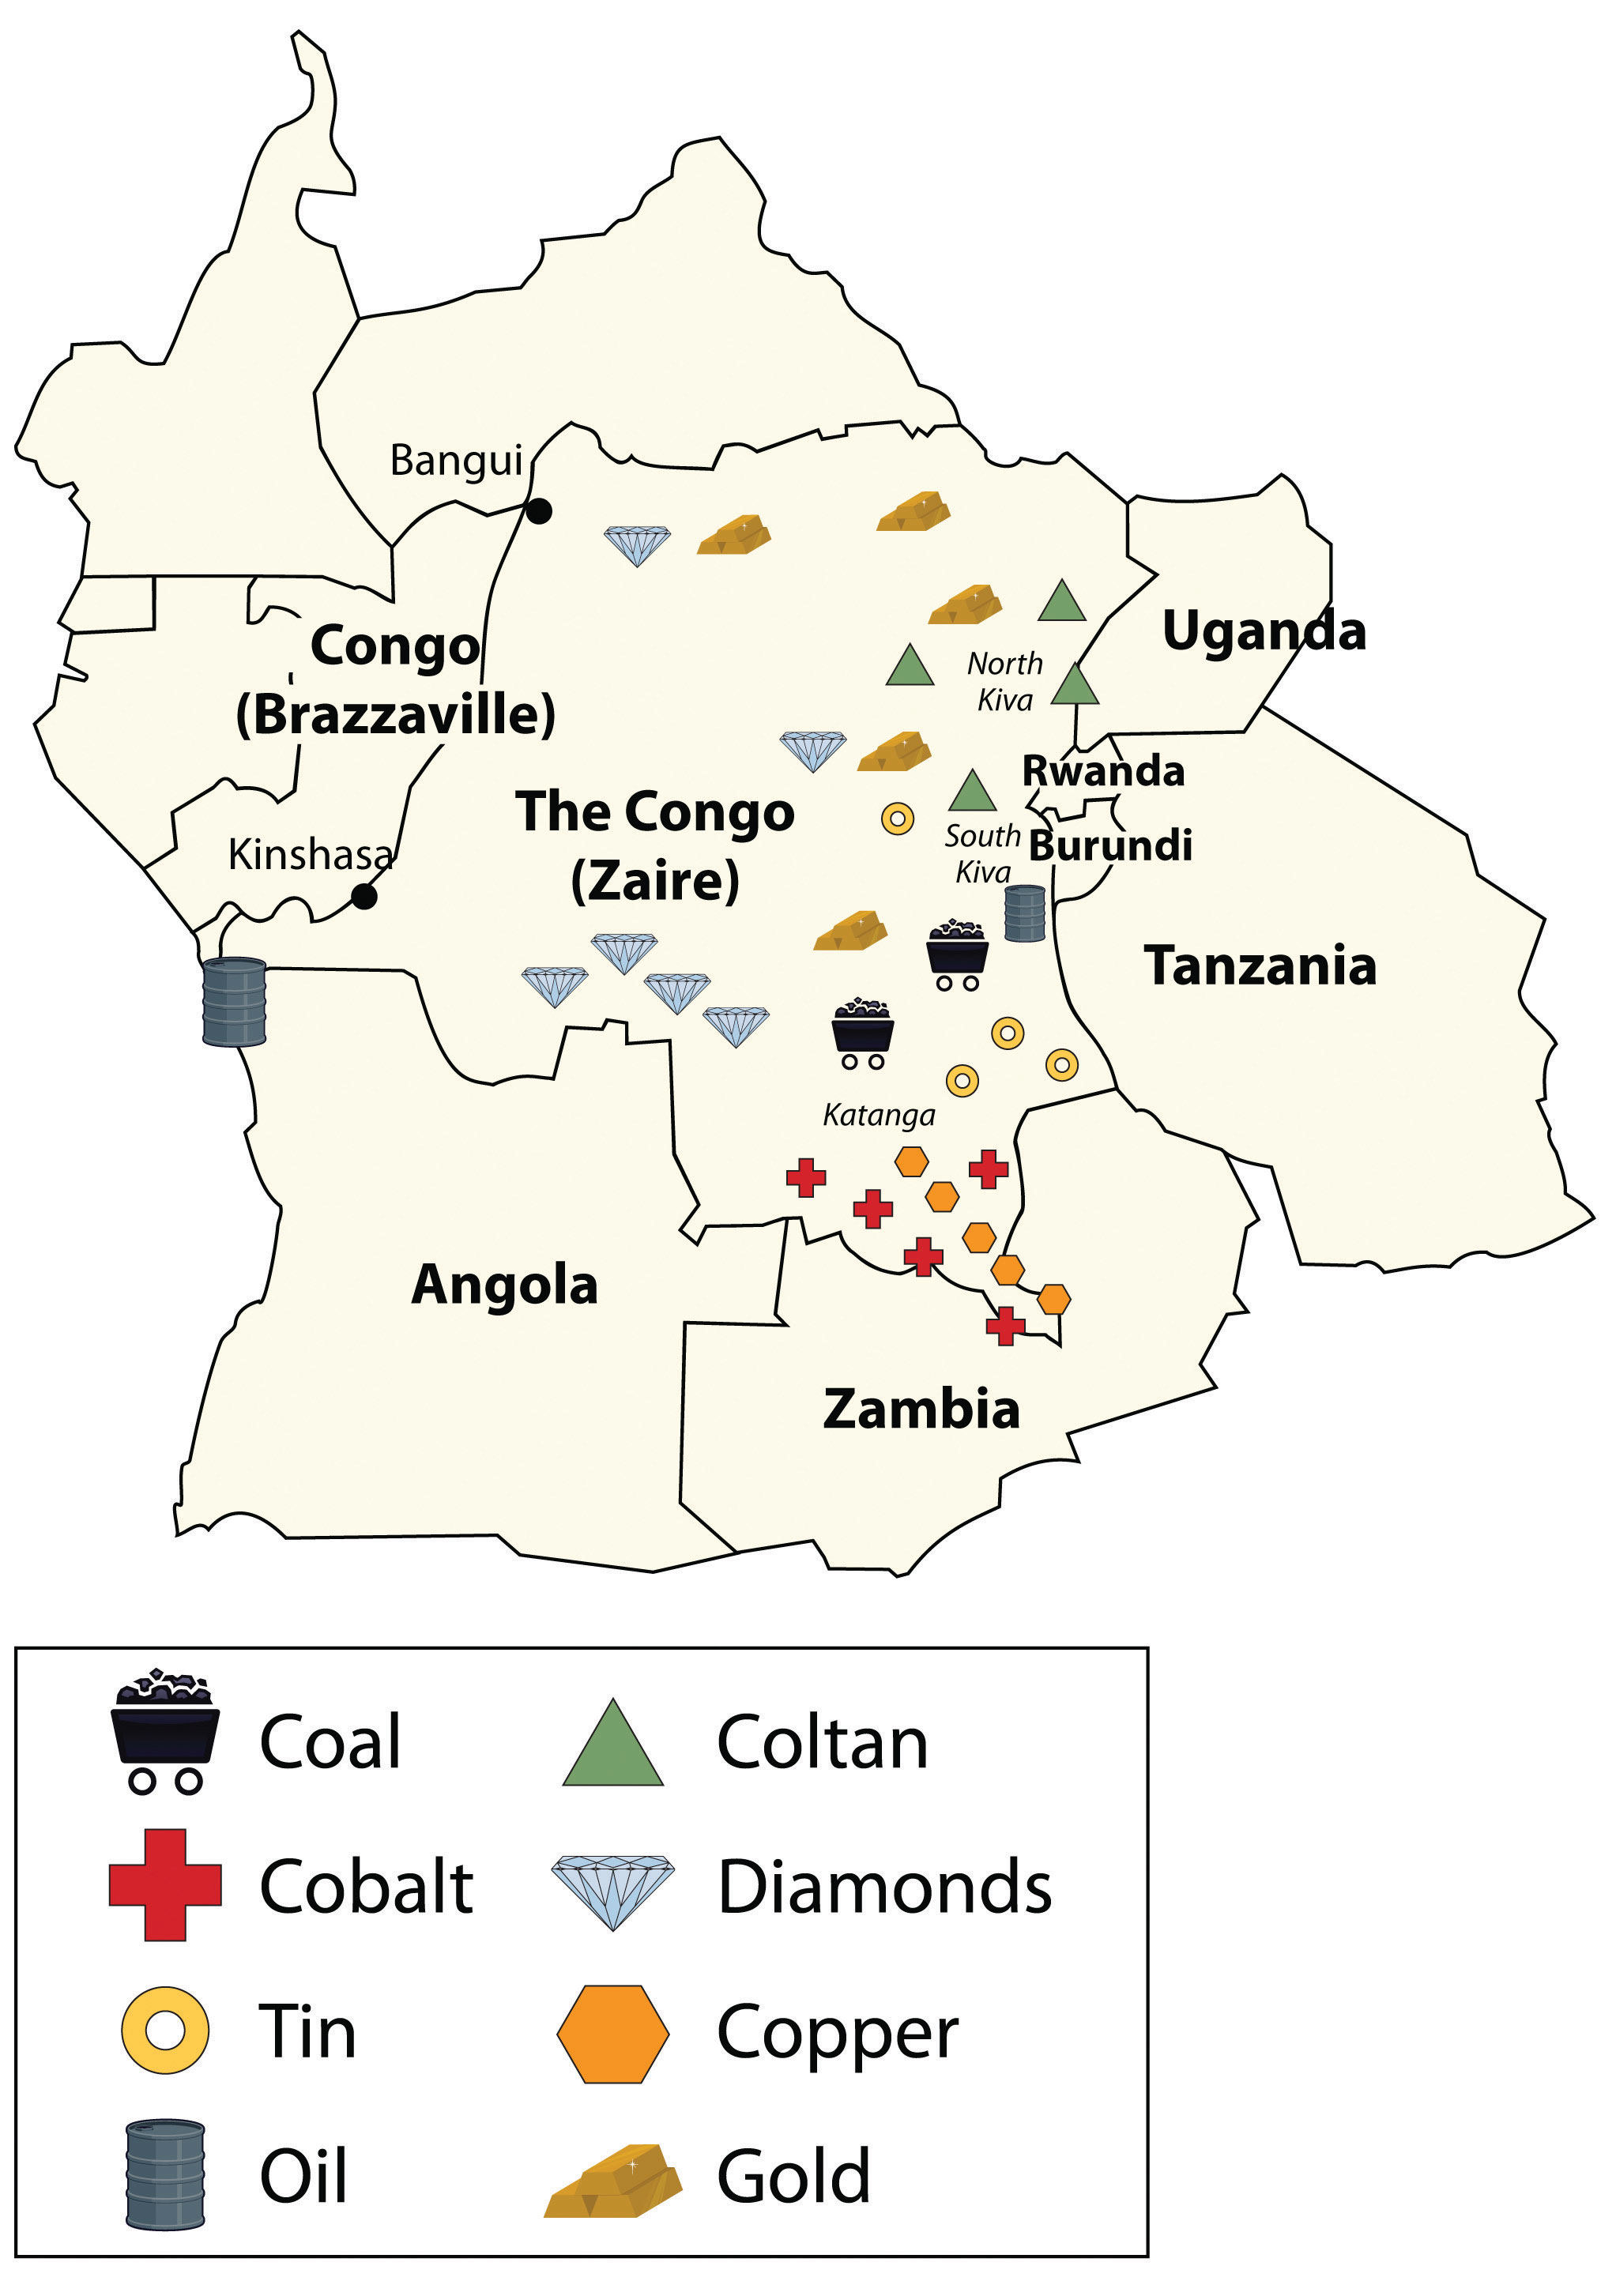 Bangui
Congo
(Brazzaville)
Uganda
North
Kiva
Rwanda
The Congo
(Zaire)
South
Kiva
Burundi
Kinshasa
Tanzania
Katanga
Angola
Zambia
Coal
Coltan
Cobalt
Diamonds
Tin
Copper
Oil
Gold